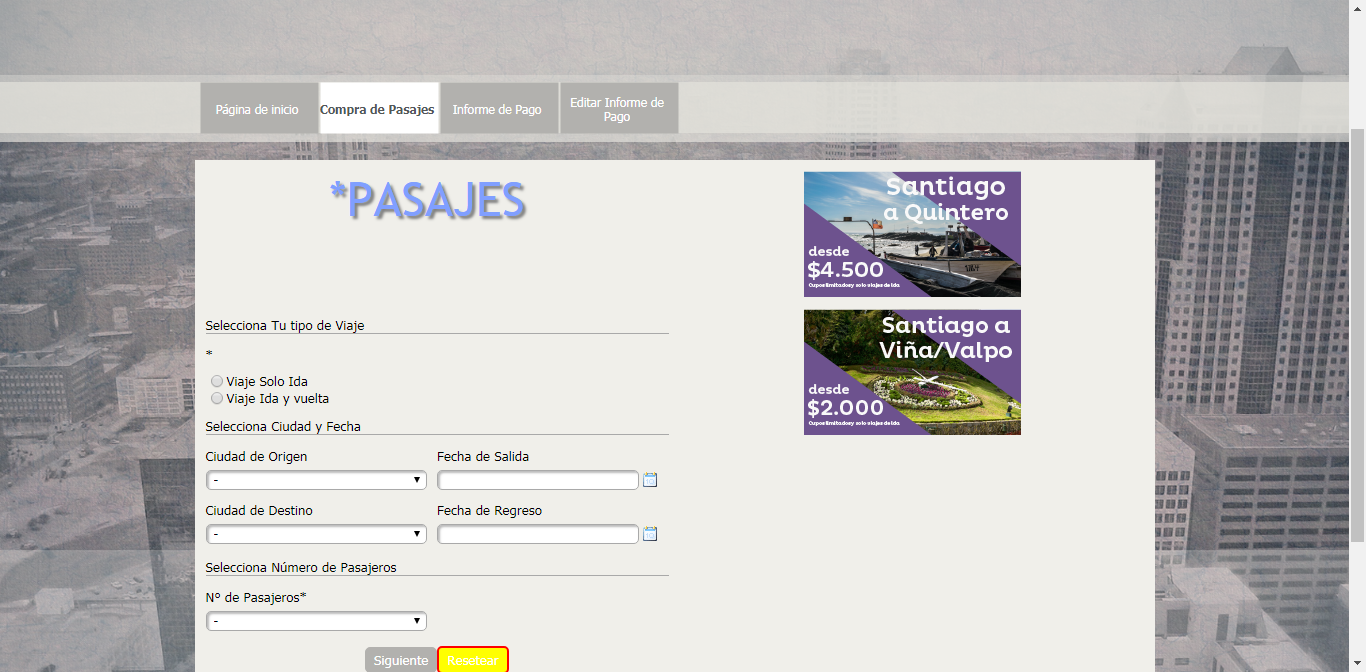 Página de inicio
Compra de Pasajes
Informe de Pago
Editar Informe de
Pago
*PASAJES
Selecciona Tu tipo de Viaje
*
Viaje Solo Ida
Viaje Ida y vuelta
Selecciona Ciudad y Fecha
Ciudad de Origen
Fecha de Salida
-
Ciudad de Destino
Fecha de Regreso
-
Selecciona Número de Pasajeros
Nº de Pasajeros*
-
Siguiente
Resetear
Santiago
a Quintero
desde
$4.500
Cupos limitados y solo viajes de Ida
Santiago a
Viña/Valpo
desde
$2.000
Cupos limitados y solo viajes de Ida